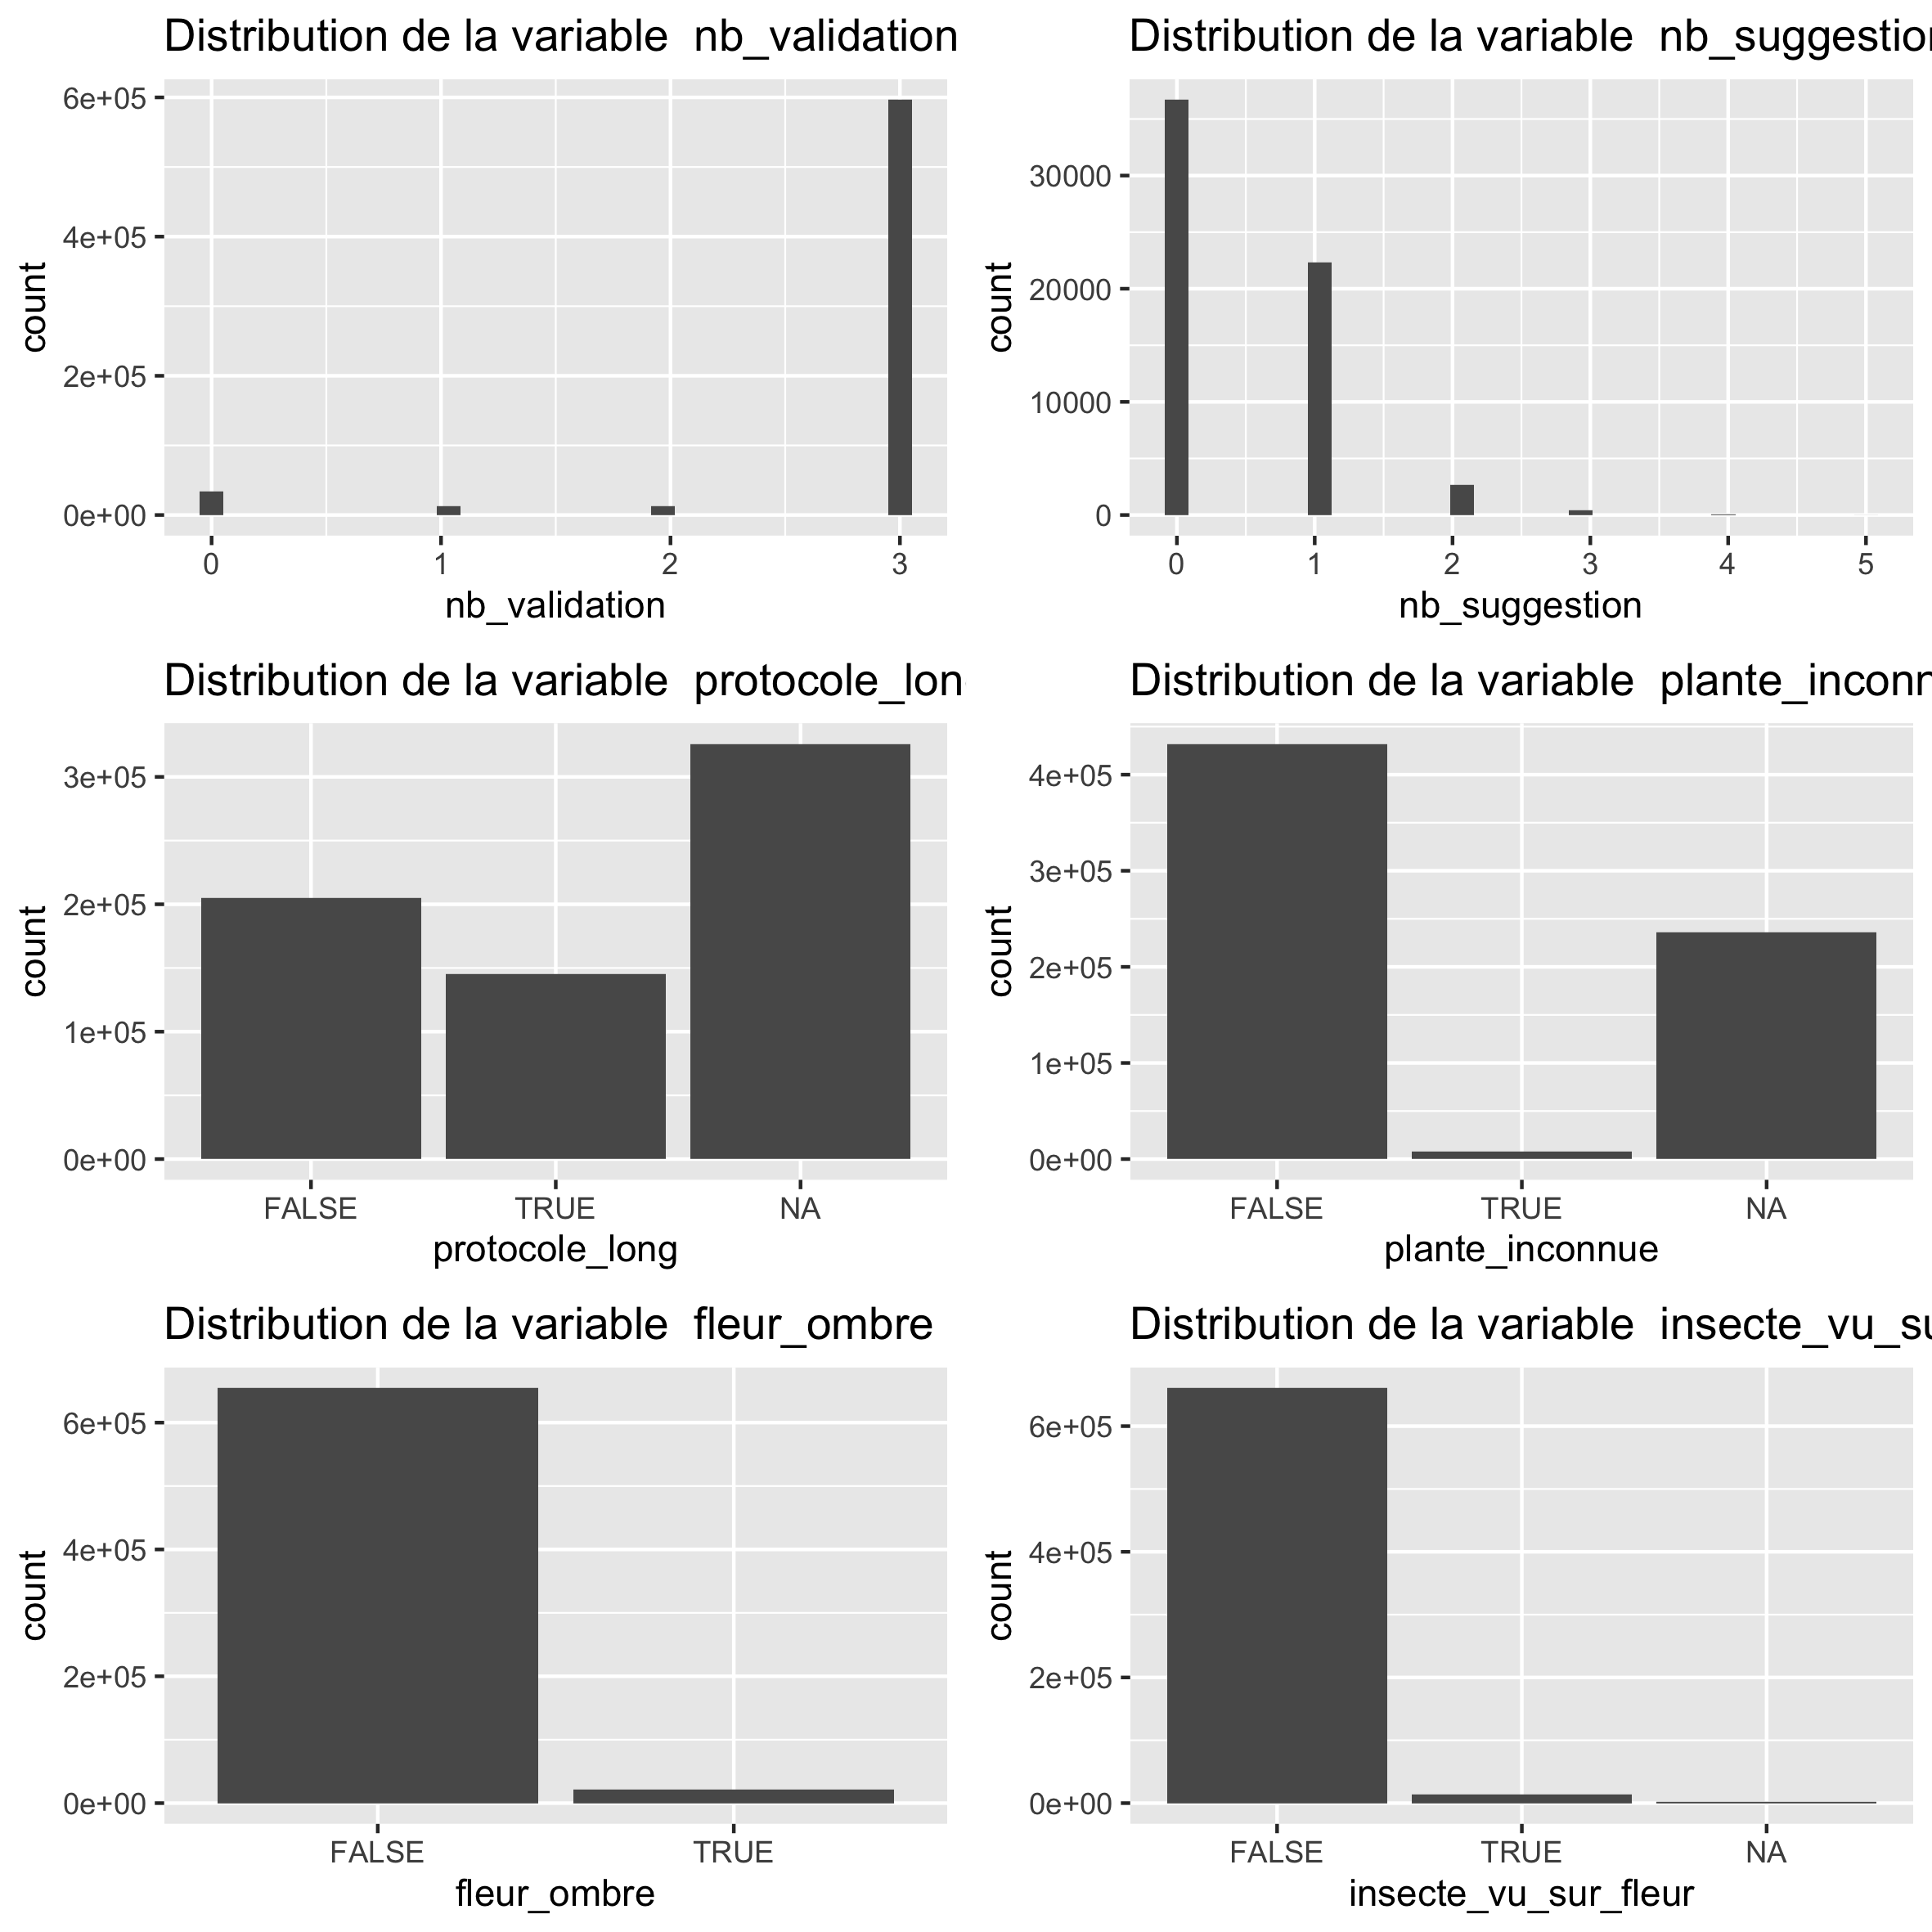 Distribution de la variable  nb_validation
6e+05
4e+05
2e+05
0e+00
count
0
1
2
3
nb_validation
Distribution de la variable  nb_suggestion
30000
20000
10000
0
count
0
1
2
3
4
5
nb_suggestion
Distribution de la variable  protocole_lon
3e+05
2e+05
1e+05
0e+00
count
FALSE
TRUE
NA
protocole_long
Distribution de la variable  plante_inconn
4e+05
3e+05
2e+05
1e+05
0e+00
count
FALSE
TRUE
NA
plante_inconnue
Distribution de la variable  fleur_ombre
6e+05
4e+05
2e+05
0e+00
count
FALSE
TRUE
fleur_ombre
Distribution de la variable  insecte_vu_su
6e+05
4e+05
2e+05
0e+00
count
FALSE
TRUE
NA
insecte_vu_sur_fleur